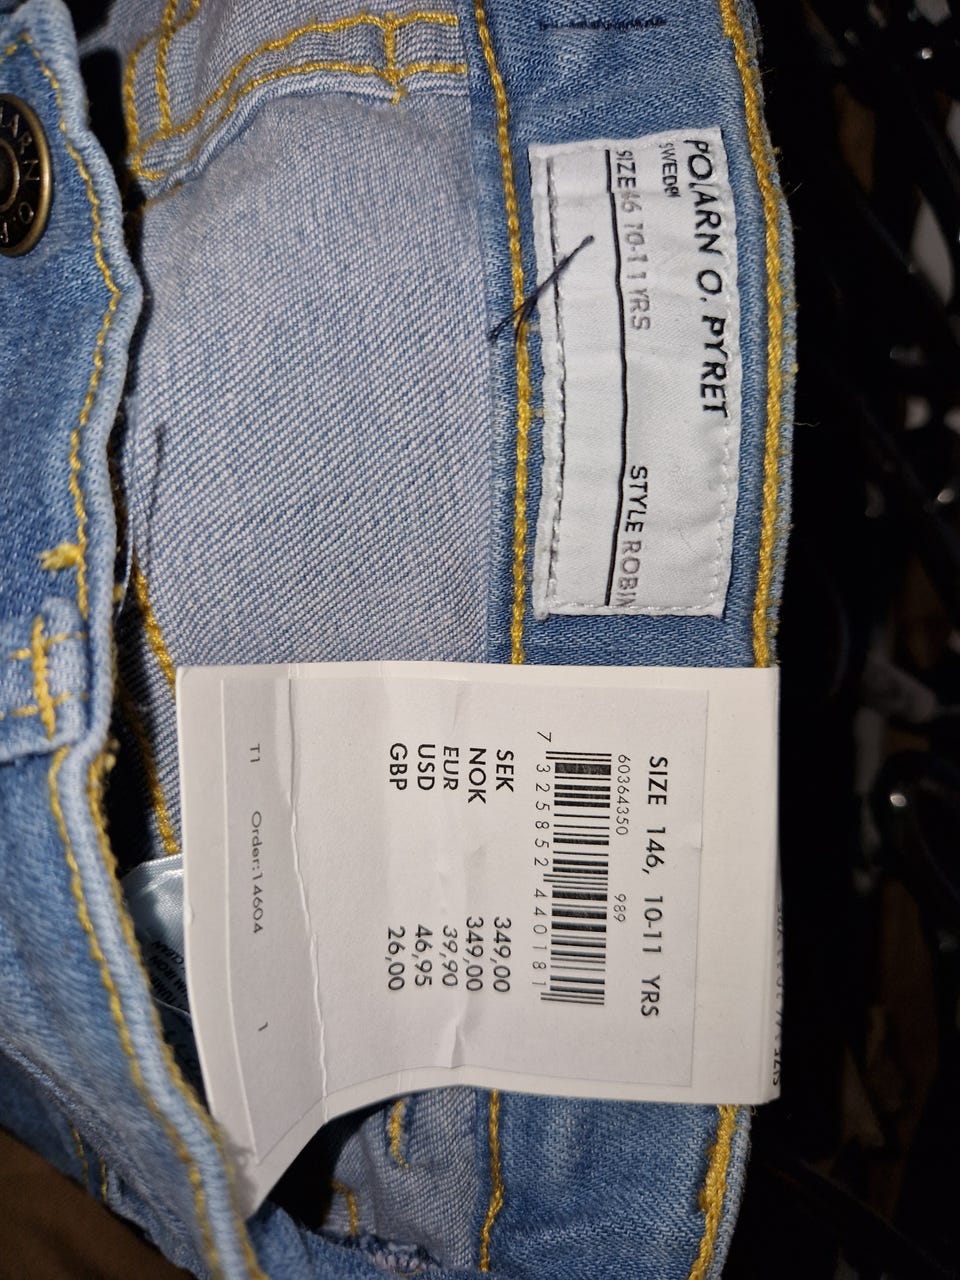 POLARN O. PYRET
SWEDEN
SIZE 146 10-11 YRS STYLE ROBIN
SIZE 146, 10-11 YRS
60364350 989
7 325852 440181
SEK 349,00
NOK 349,00
EUR 39,90
USD 46,95
GBP 26,00
T1 Order:14604 1